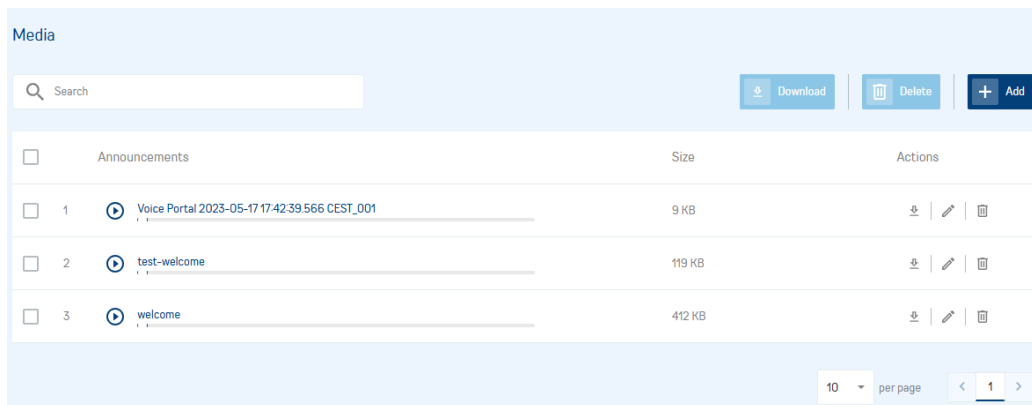 Media
Search
Download Delete Add
Announcements Size Actions
1 Voice Portal 2023-05-17 17:42:39.566 CEST_001 9 KB
2 test-welcome 119 KB
3 welcome 412 KB
10 per page 1